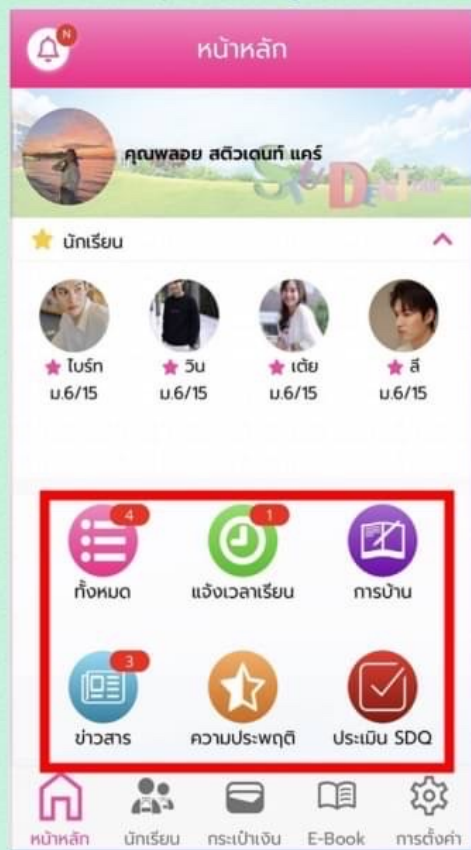 N
หน้าหลัก
คุณพลอย สติวเดนท์ แคร์
STUDENT
นักเรียน
ไบร์ท วิน เต้ย ลี
ม.6/15 ม.6/15 ม.6/15 ม.6/15
4 1
ทั้งหมด แจ้งเวลาเรียน การบ้าน
3
ข่าวสาร ความประพฤติ ประเมิน SDQ
หน้าหลัก นักเรียน กระเป๋าเงิน E-Book การตั้งค่า